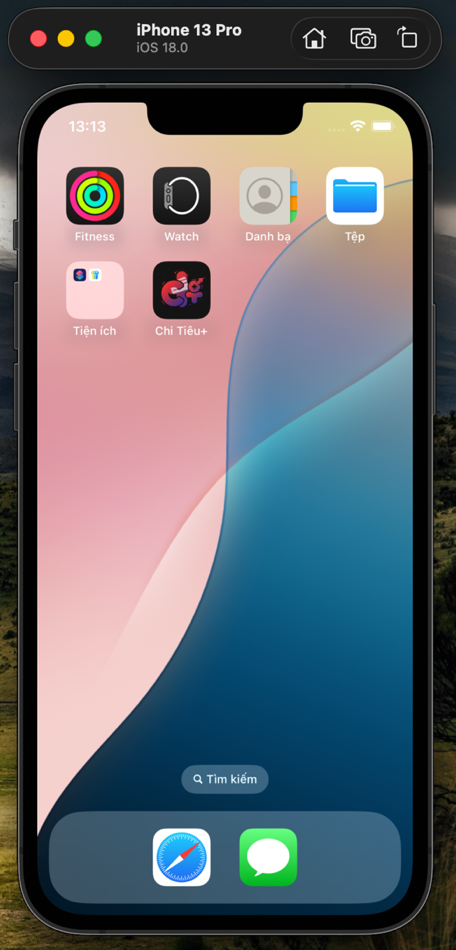 iPhone 13 Pro
iOS 18.0
13:13
Fitness
Watch
Danh bạ
Tệp
Tiện ích
Chi Tiêu+
Tìm kiếm